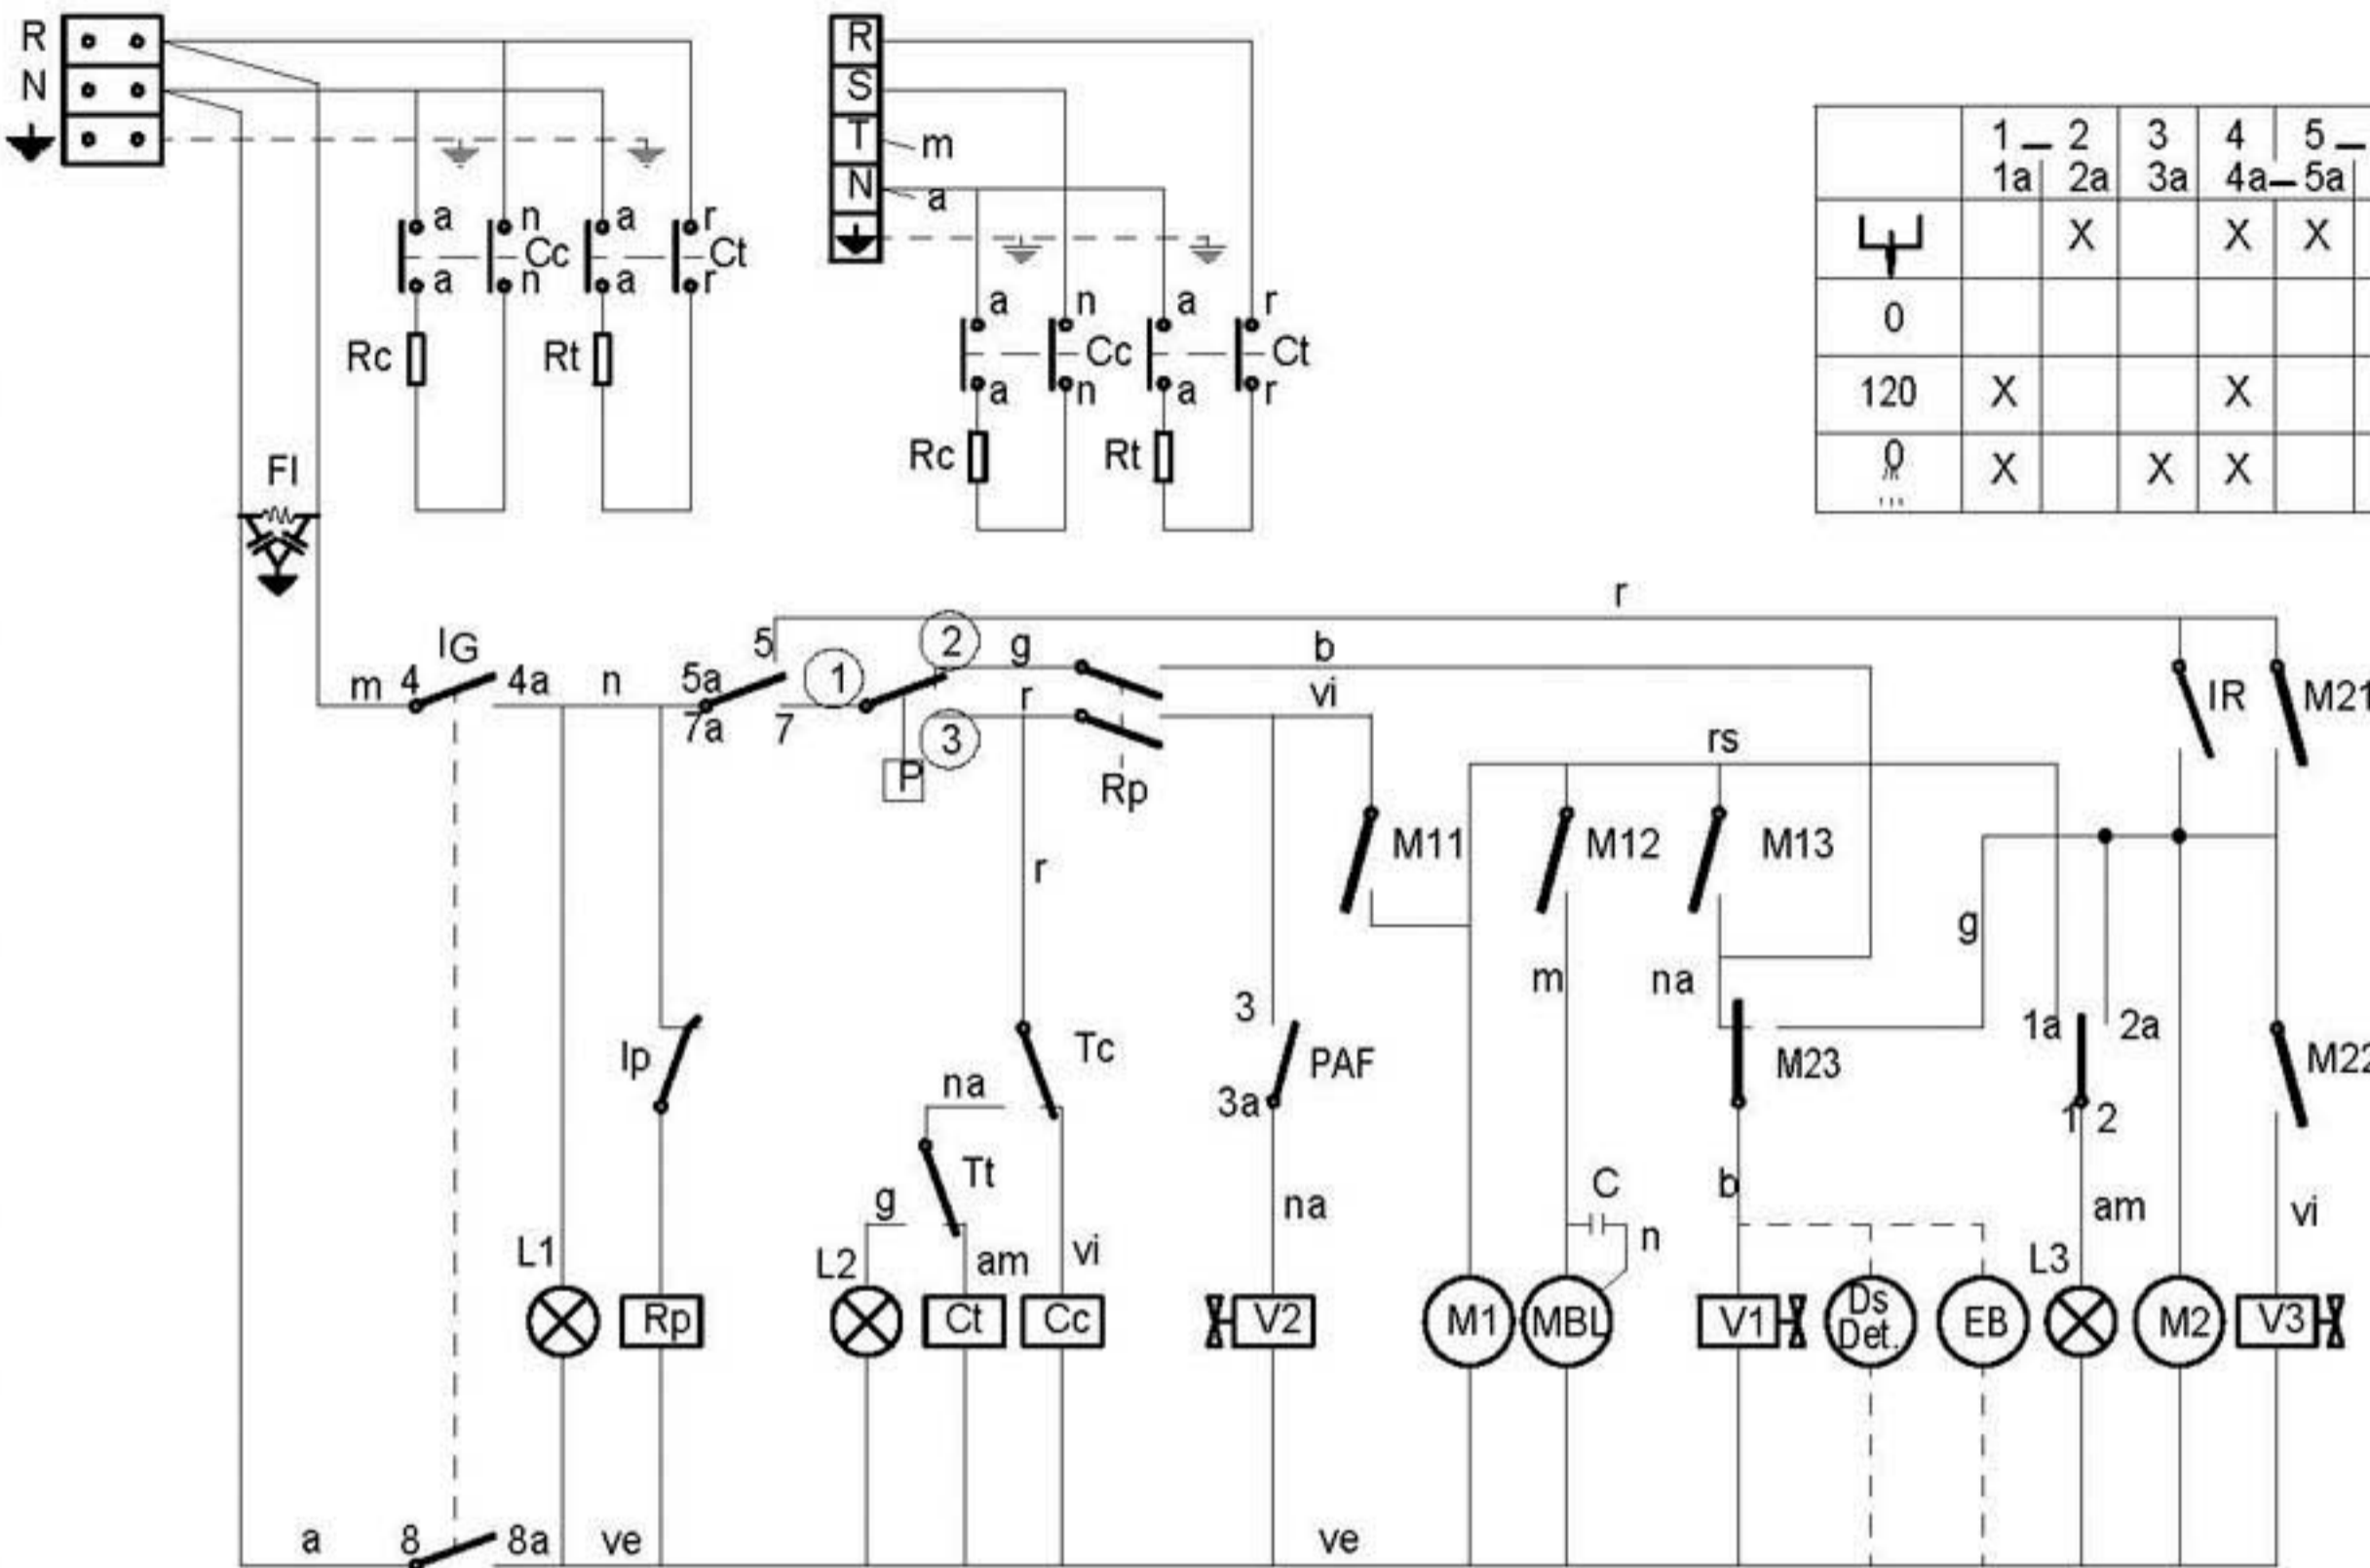 R
N
a
n
a
r
Cc
Ct
a
n
a
r
Rc
Rt
R
S
T
m
N
a
a
n
a
r
Cc
Ct
a
n
a
r
Rc
Rt
1 2 3 4 5
1a 2a 3a 4a 5a
X X X
0
120 X X
0 X X X
FI
r
IG
m 4 4a n 5a 5 1 2 g b
7a 7 3 r vi
P
Rp
IR
M21
rs
M11
M12
M13
r
g
m
na
3
1a
2a
Ip
Tc
PAF
M23
M22
na
3a
1 2
Tt
C
b
g
na
n
am
vi
L1
L2
am
vi
L3
Rp
Ct
Cc
V2
M1
MBL
V1
Ds
Det.
EB
M2
V3
a 8 8a ve ve